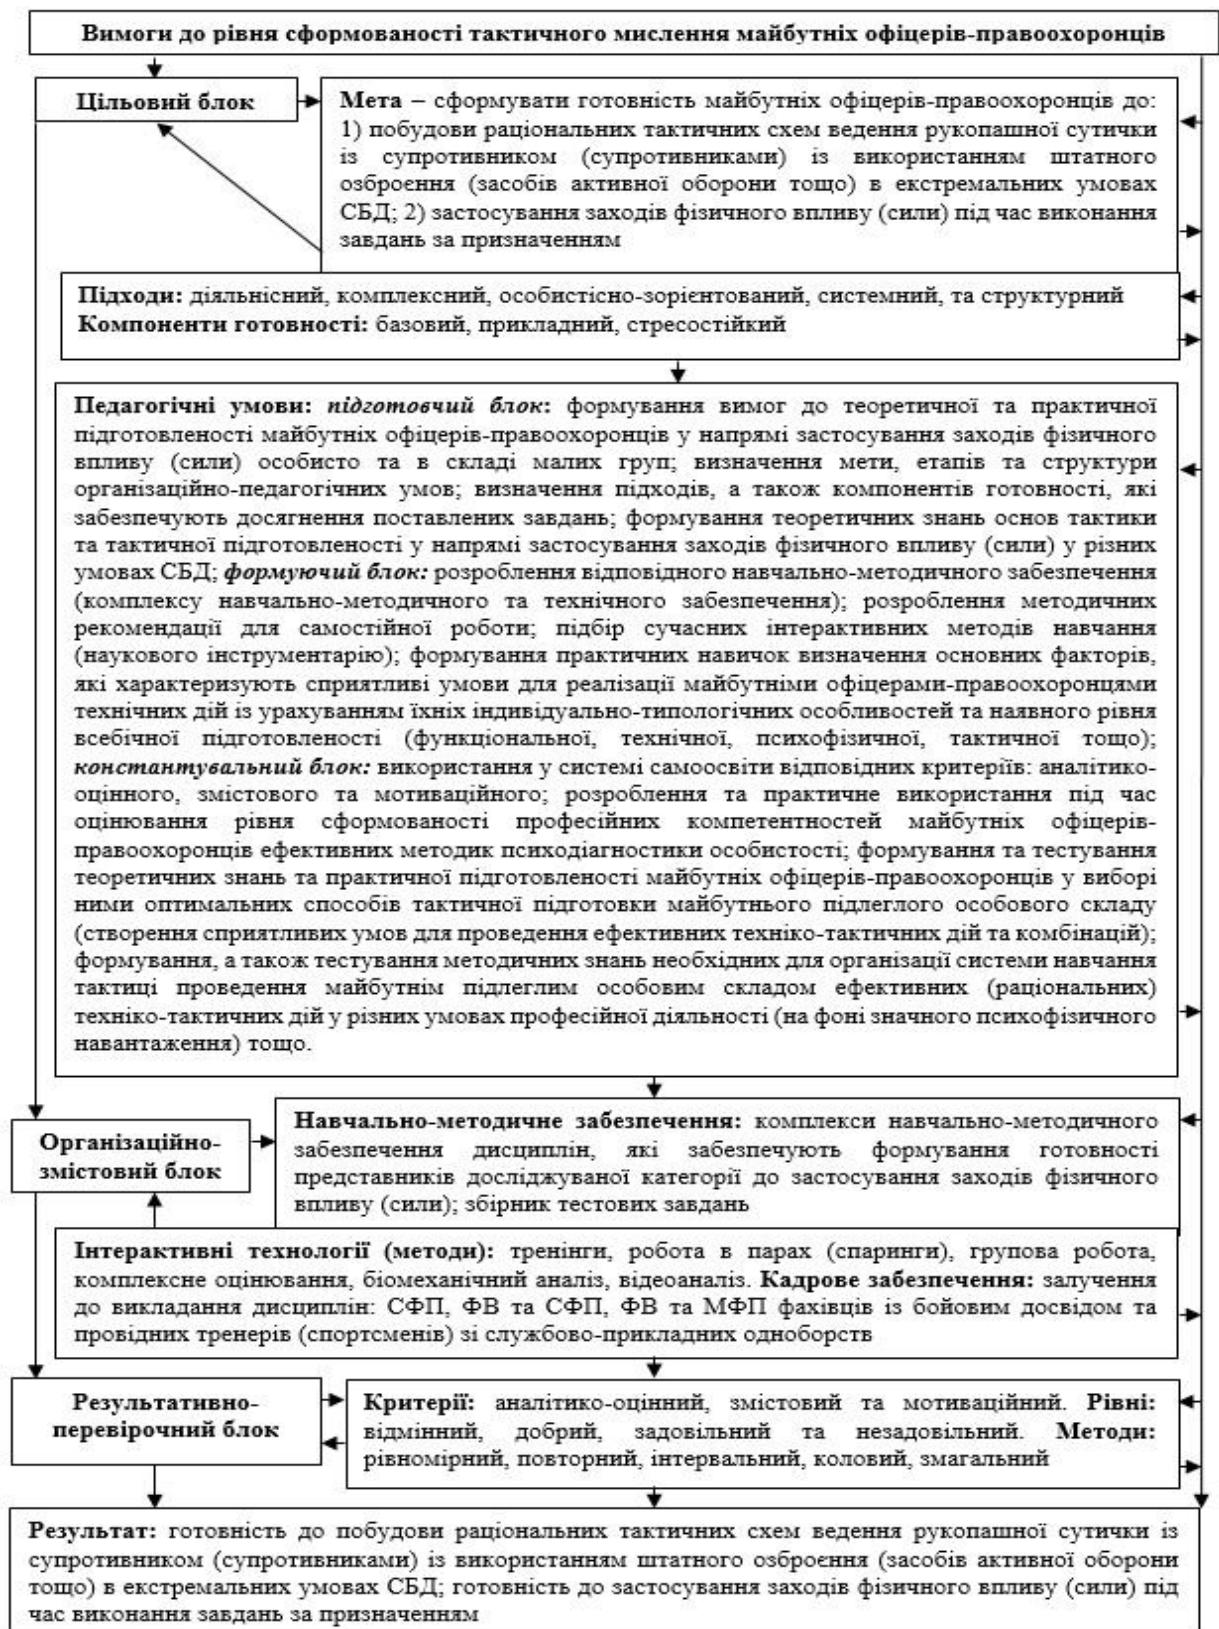 Вимоги до рівня сформованості тактичного мислення майбутніх офіцерів-правоохоронців
Цільовий блок
Мета – сформувати готовність майбутніх офіцерів-правоохоронців до:
1) побудови раціональних тактичних схем ведення рукопашної сутички
із супротивником (супротивниками) із використанням штатного
озброєння (засобів активної оборони тощо) в екстремальних умовах
СБД; 2) застосування заходів фізичного впливу (сили) під час виконання
завдань за призначенням
Підходи: діяльнісний, комплексний, особистісно-зорієнтований, системний, та структурний
Компоненти готовності: базовий, прикладний, стресостійкий
Педагогічні умови: підготовчий блок: формування вимог до теоретичної та практичної
підготовленості майбутніх офіцерів-правоохоронців у напрямі застосування заходів фізичного
впливу (сили) особисто та в складі малих груп; визначення мети, етапів та структури
організаційно-педагогічних умов; визначення підходів, а також компонентів готовності, які
забезпечують досягнення поставлених завдань; формування теоретичних знань основ тактики
та тактичної підготовленості у напрямі застосування заходів фізичного впливу (сили) у різних
умовах СБД; формуючий блок: розроблення відповідного навчально-методичного забезпечення
(комплексу навчально-методичного та технічного забезпечення); розроблення методичних
рекомендації для самостійної роботи; підбір сучасних інтерактивних методів навчання
(наукового інструментарію); формування практичних навичок визначення основних факторів,
які характеризують сприятливі умови для реалізації майбутніми офіцерами-правоохоронцями
технічних дій із урахуванням їхніх індивідуально-типологічних особливостей та наявного рівня
всебічної підготовленості (функціональної, технічної, психофізичної, тактичної тощо);
константувальний блок: використання у системі самоосвіти відповідних критеріїв: аналітико-
оцінного, змістового та мотиваційного; розроблення та практичне використання під час
оцінювання рівня сформованості професійних компетентностей майбутніх офіцерів-
правоохоронців ефективних методик психодіагностики особистості; формування та тестування
теоретичних знань та практичної підготовленості майбутніх офіцерів-правоохоронців у виборі
ними оптимальних способів тактичної підготовки майбутнього підлеглого особового складу
(створення сприятливих умов для проведення ефективних техніко-тактичних дій та комбінацій);
формування, а також тестування методичних знань необхідних для організації системи навчання
тактиці проведення майбутнім підлеглим особовим складом ефективних (раціональних)
техніко-тактичних дій у різних умовах професійної діяльності (на фоні значного психофізичного
навантаження) тощо.
Організаційно-
змістовий блок
Навчально-методичне забезпечення: комплекси навчально-методичного
забезпечення дисциплін, які забезпечують формування готовності
представників досліджуваної категорії до застосування заходів фізичного
впливу (сили); збірник тестових завдань
Інтерактивні технології (методи): тренінги, робота в парах (спаринги), групова робота,
комплексне оцінювання, біомеханічний аналіз, відеоаналіз. Кадрове забезпечення: залучення
до викладання дисциплін: СФП, ФВ та СФП, ФВ та МФП фахівців із бойовим досвідом та
провідних тренерів (спортсменів) зі службово-прикладних одноборств
Результативно-
перевірочний блок
Критерії: аналітико-оцінний, змістовий та мотиваційний. Рівні:
відмінний, добрий, задовільний та незадовільний. Методи:
рівномірний, повторний, інтервальний, коловий, змагальний
Результат: готовність до побудови раціональних тактичних схем ведення рукопашної сутички із
супротивником (супротивниками) із використанням штатного озброєння (засобів активної оборони
тощо) в екстремальних умовах СБД; готовність до застосування заходів фізичного впливу (сили) під
час виконання завдань за призначенням